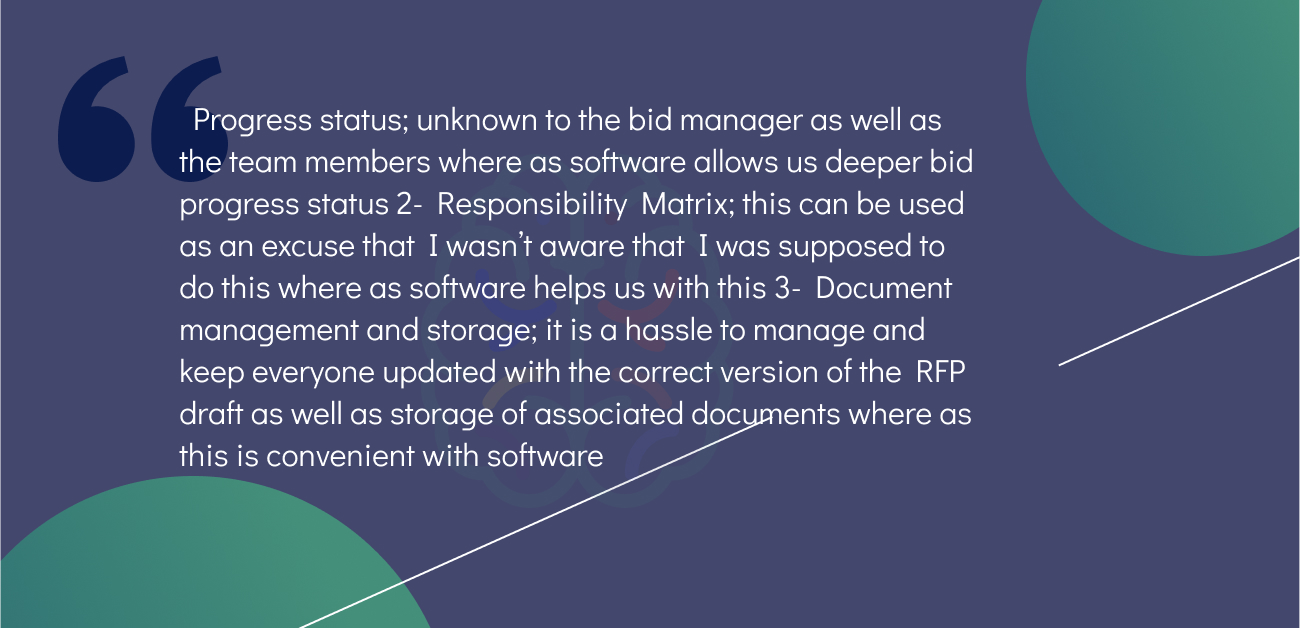 Progress status; unknown to the bid manager as well as
the team members where as software allows us deeper bid
progress status 2- Responsibility Matrix; this can be used
as an excuse that I wasn’t aware that I was supposed to
do this where as software helps us with this 3- Document
management and storage; it is a hassle to manage and
keep everyone updated with the correct version of the RFP
draft as well as storage of associated documents where as
this is convenient with software